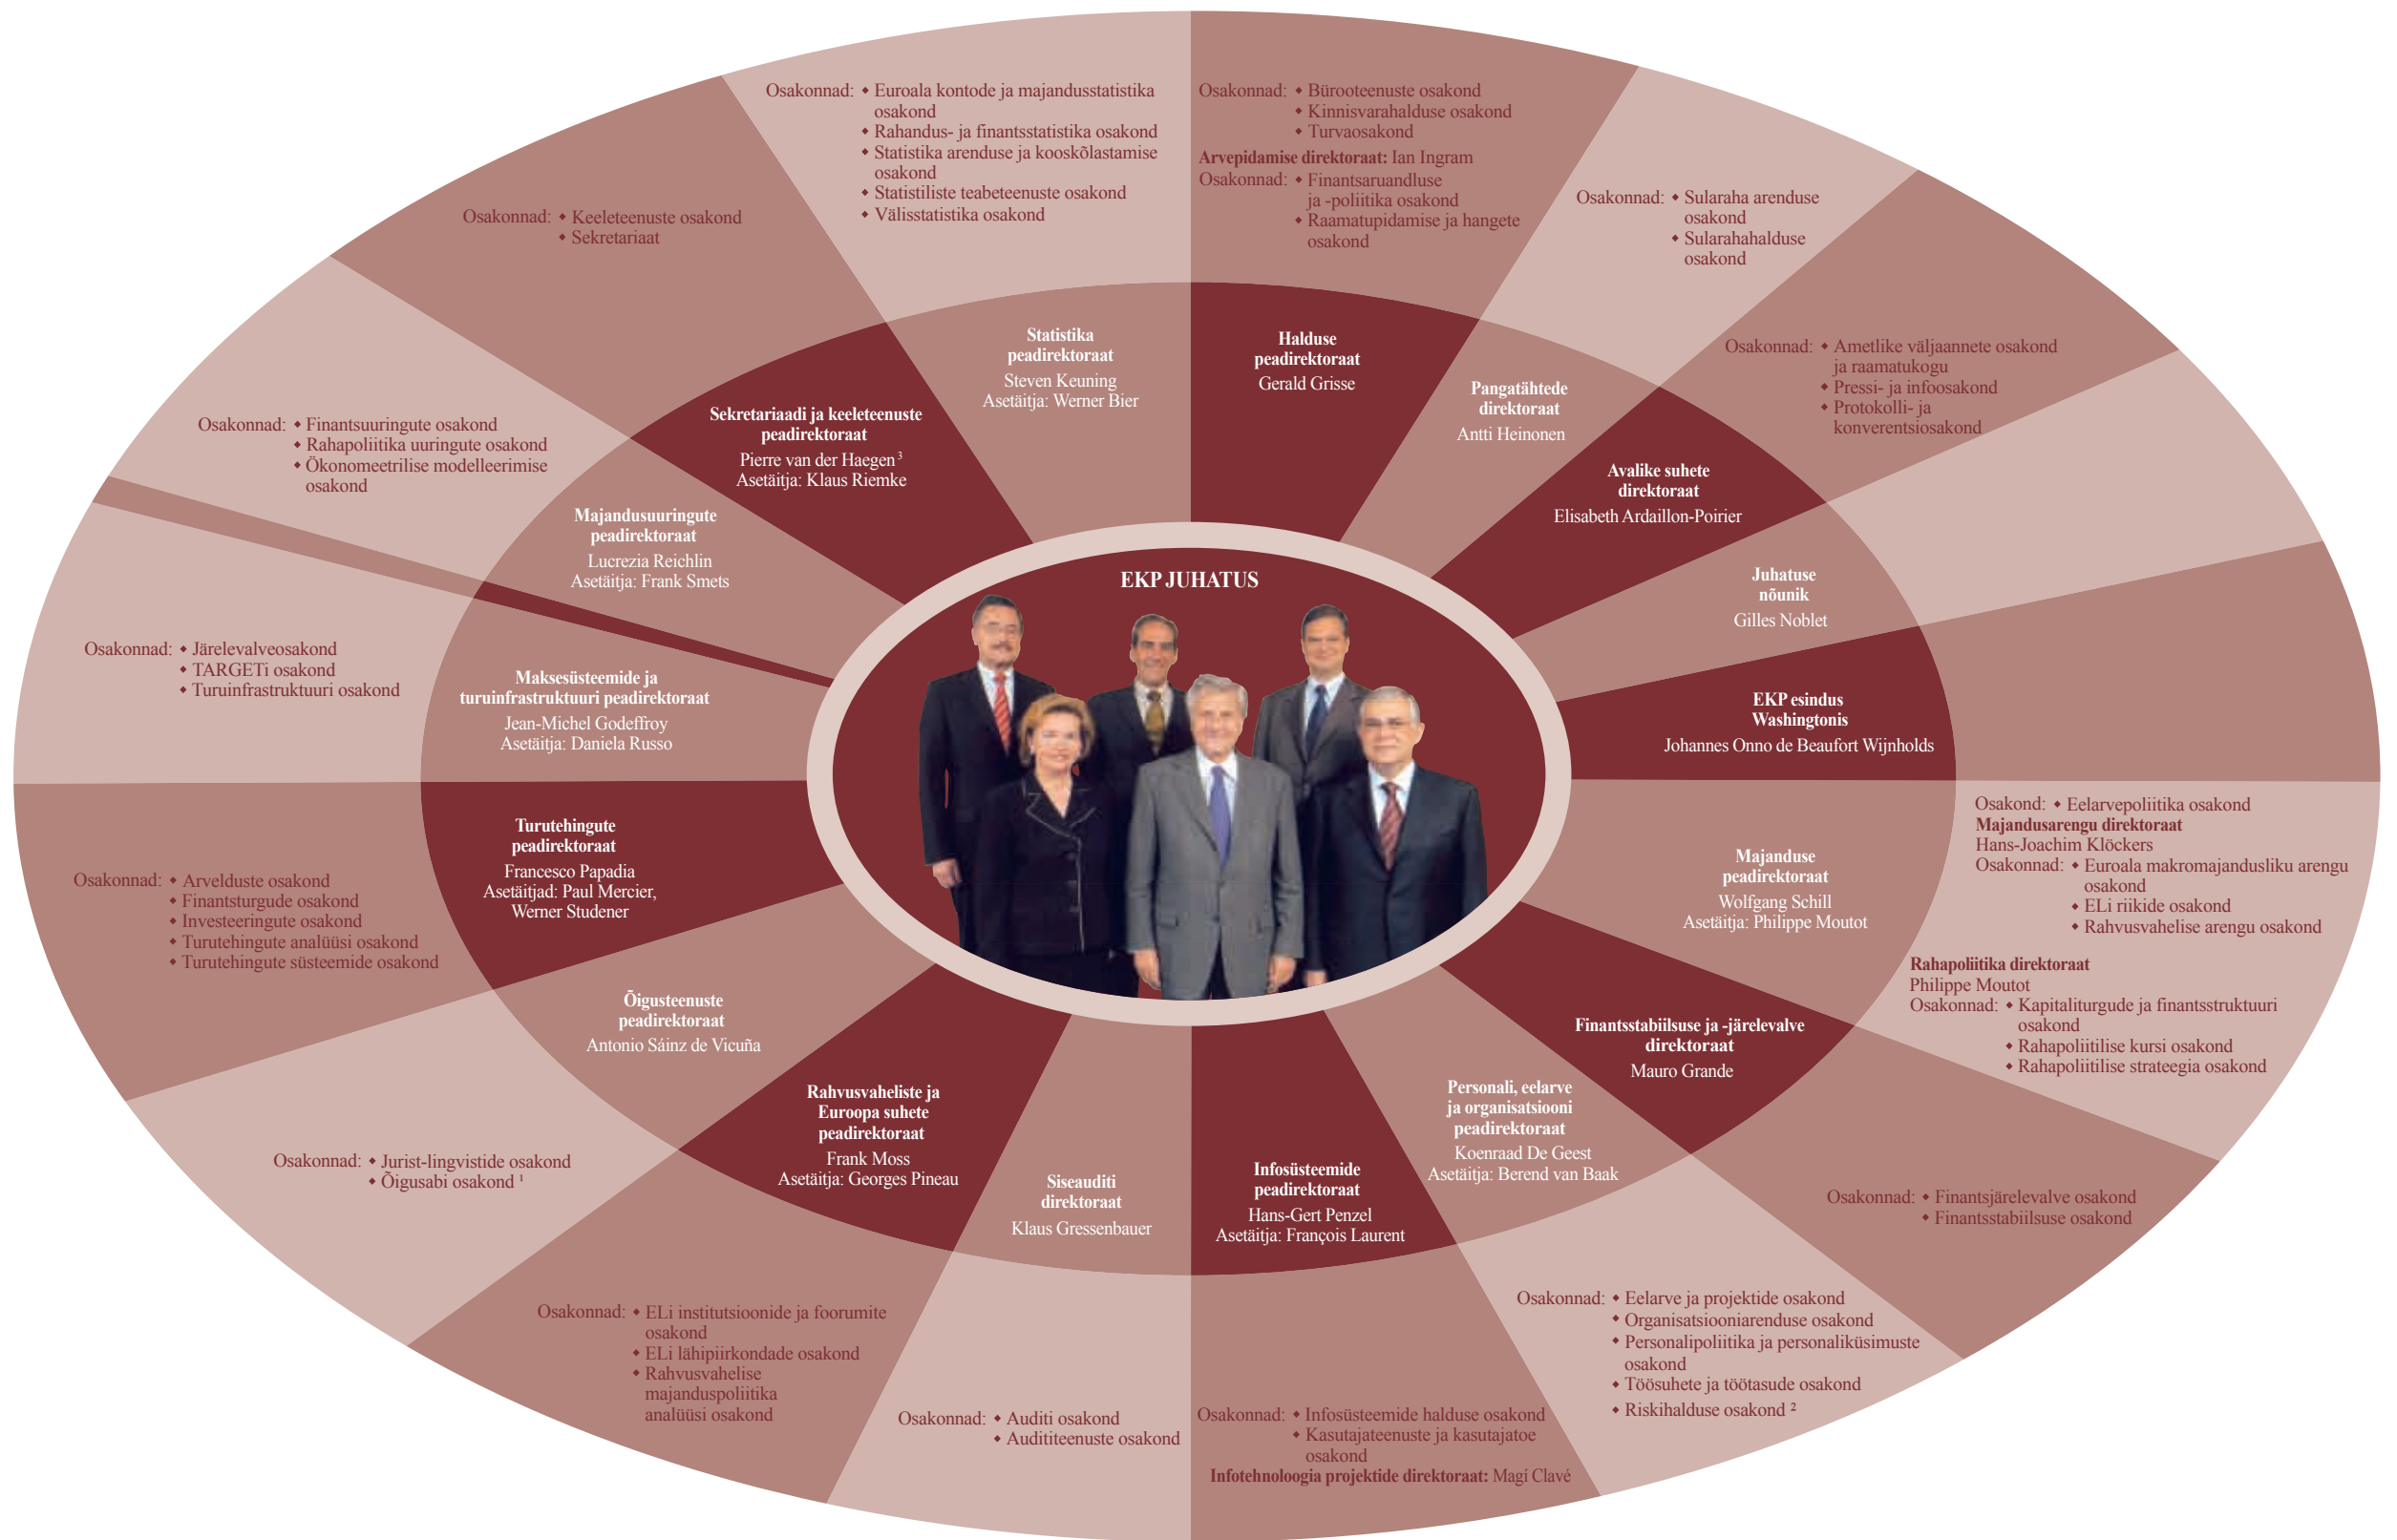 EKP JUHATUS
Halduse
peadirektoraat
Gerald Grisse
Osakonnad: ◆ Bürooteenuste osakond
◆ Kinnisvarahalduse osakond
◆ Turvaosakond
Arvepidamise direktoraat: Ian Ingram
Osakonnad: ◆ Finantsaruandluse
ja -poliitika osakond
◆ Raamatupidamise ja hangete
osakond
Pangatähtede
direktoraat
Antti Heinonen
Osakonnad: ◆ Sularaha arenduse
osakond
◆ Sularahahalduse
osakond
Avalike suhete
direktoraat
Elisabeth Ardaillon-Poirier
Osakonnad: ◆ Ametlike väljaannete osakond
ja raamatukogu
◆ Pressi- ja infoosakond
◆ Protokolli- ja
konverentsiosakond
Juhatuse
nõunik
Gilles Noblet
EKP esindus
Washingtonis
Johannes Onno de Beaufort Wijnholds
Majanduse
peadirektoraat
Wolfgang Schill
Asetäitja: Philippe Moutot
Osakond: ◆ Eelarvepoliitika osakond
Majandusarengu direktoraat
Hans-Joachim Klöckers
Osakonnad: ◆ Euroala makromajandusliku arengu
osakond
◆ ELi riikide osakond
◆ Rahvusvahelise arengu osakond
Rahapoliitika direktoraat
Philippe Moutot
Osakonnad: ◆ Kapitaliturgude ja finantsstruktuuri
osakond
◆ Rahapoliitilise kursi osakond
◆ Rahapoliitilise strateegia osakond
Finantsstabiilsuse ja -järelevalve
direktoraat
Mauro Grande
Osakonnad: ◆ Finantsjärelevalve osakond
◆ Finantsstabiilsuse osakond
Personali, eelarve
ja organisatsiooni
peadirektoraat
Koenraad De Geest
Asetäitja: Berend van Baak
Osakonnad: ◆ Eelarve ja projektide osakond
◆ Organisatsiooniarenduse osakond
◆ Personalipoliitika ja personaliküsimuste
osakond
◆ Töösuhete ja töötasude osakond
◆ Riskihalduse osakond ²
Infosüsteemide
peadirektoraat
Hans-Gert Penzel
Asetäitja: François Laurent
Osakonnad: ◆ Infosüsteemide halduse osakond
◆ Kasutajateenuste ja kasutajatoe
osakond
Infotehnoloogia projektide direktoraat: Magí Clavé
Siseauditi
direktoraat
Klaus Gressenbauer
Osakonnad: ◆ Auditi osakond
◆ Audititeenuste osakond
Rahvusvaheliste ja
Euroopa suhete
peadirektoraat
Frank Moss
Asetäitja: Georges Pineau
Osakonnad: ◆ ELi institutsioonide ja foorumite
osakond
◆ ELi lähipiirkondade osakond
◆ Rahvusvahelise
majanduspoliitika
analüüsi osakond
Õigusteenuste
peadirektoraat
Antonio Sáinz de Vicuña
Osakonnad: ◆ Jurist-lingvistide osakond
◆ Õigusabi osakond ¹
Turutehingute
peadirektoraat
Francesco Papadia
Asetäitjad: Paul Mercier,
Werner Studener
Osakonnad: ◆ Arvelduste osakond
◆ Finantsturgude osakond
◆ Investeeringute osakond
◆ Turutehingute analüüsi osakond
◆ Turutehingute süsteemide osakond
Maksesüsteemide ja
turuinfrastruktuuri peadirektoraat
Jean-Michel Godeffroy
Asetäitja: Daniela Russo
Osakonnad: ◆ Järelevalveosakond
◆ TARGETi osakond
◆ Turuinfrastruktuuri osakond
Majandusuuringute
peadirektoraat
Lucrezia Reichlin
Asetäitja: Frank Smets
Osakonnad: ◆ Finantsuuringute osakond
◆ Rahapoliitika uuringute osakond
◆ Ökonomeetrilise modelleerimise
osakond
Sekretariaadi ja keeleteenuste
peadirektoraat
Pierre van der Haegen ³
Asetäitja: Klaus Riemke
Osakonnad: ◆ Keeleteenuste osakond
◆ Sekretariaat
Statistika
peadirektoraat
Steven Keuning
Asetäitja: Werner Bier
Osakonnad: ◆ Euroala kontode ja majandusstatistika
osakond
◆ Rahandus- ja finantsstatistika osakond
◆ Statistika arenduse ja kooskõlastamise
osakond
◆ Statistiliste teabeteenuste osakond
◆ Välisstatistika osakond